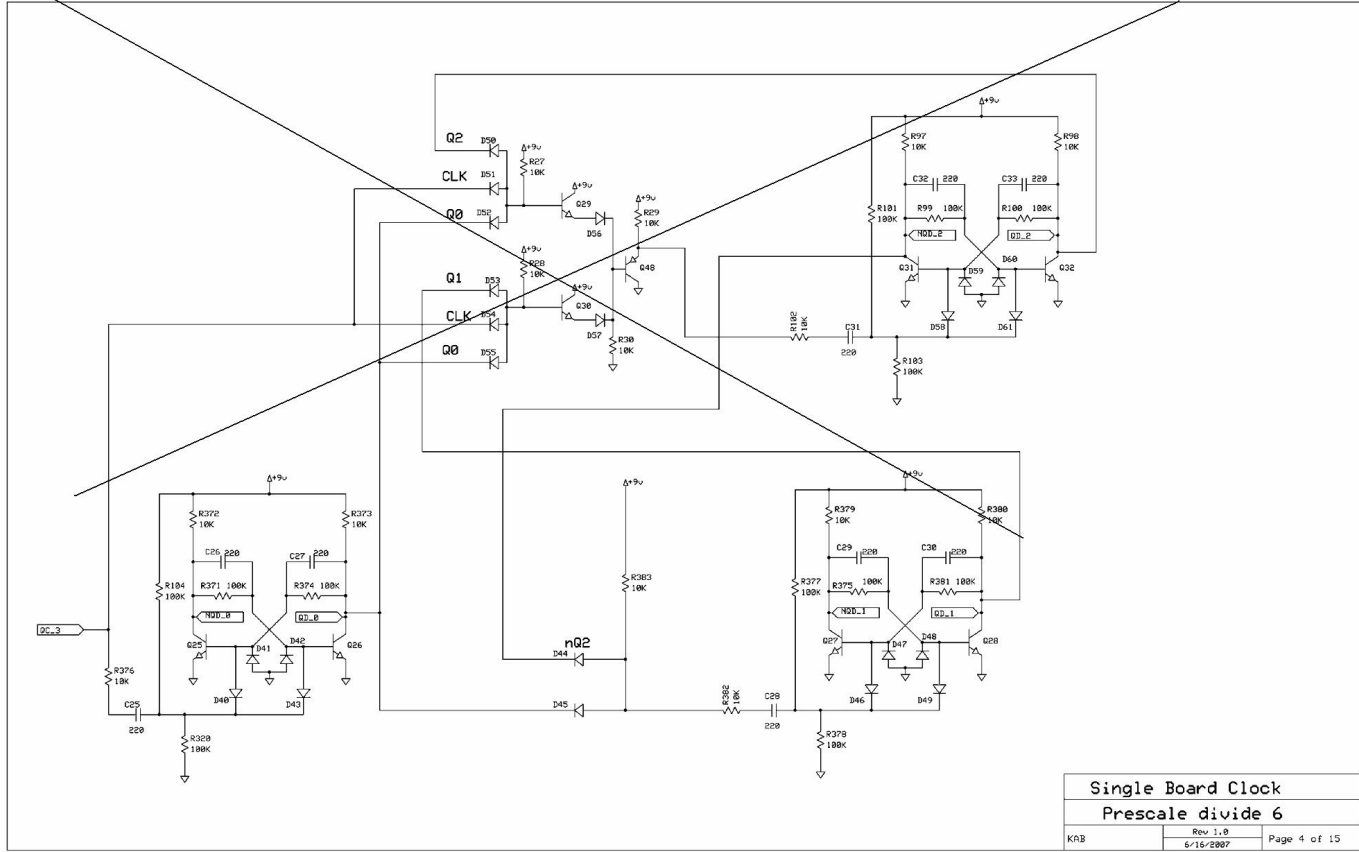 +9v
R97
10K
R98
10K
Q2
D50
+9v
R27
10K
C32 220
C33 220
CLK
D51
+9v
Q29
R101
100K
R99 100K
R100 100K
Q0
D52
D56
+9v
R29
10K
NQD_2
QD_2
+9v
R28
10K
Q48
Q31
D59
D60
Q32
Q1
D53
+9v
Q30
CLK
D54
D57
R30
10K
R102
10K
C31
220
D58
D61
Q0
D55
R103
100K
+9v
+9v
+9v
R372
10K
R373
10K
R379
10K
R380
10K
C26 220
C27 220
C29 220
C30 220
R104
100K
R371 100K
R374 100K
R383
10K
R377
100K
R375 100K
R381 100K
NQD_0
QD_0
NQD_1
QD_1
QC_3
Q25
D41
D42
Q26
nQ2
D44
Q27
D47
D48
Q28
R376
10K
D40
D43
D46
D49
C25
220
D45
R382
10K
C28
220
R320
100K
R378
100K
Single Board Clock
Prescale divide 6
KAB
Rev 1.0
6/16/2007
Page 4 of 15